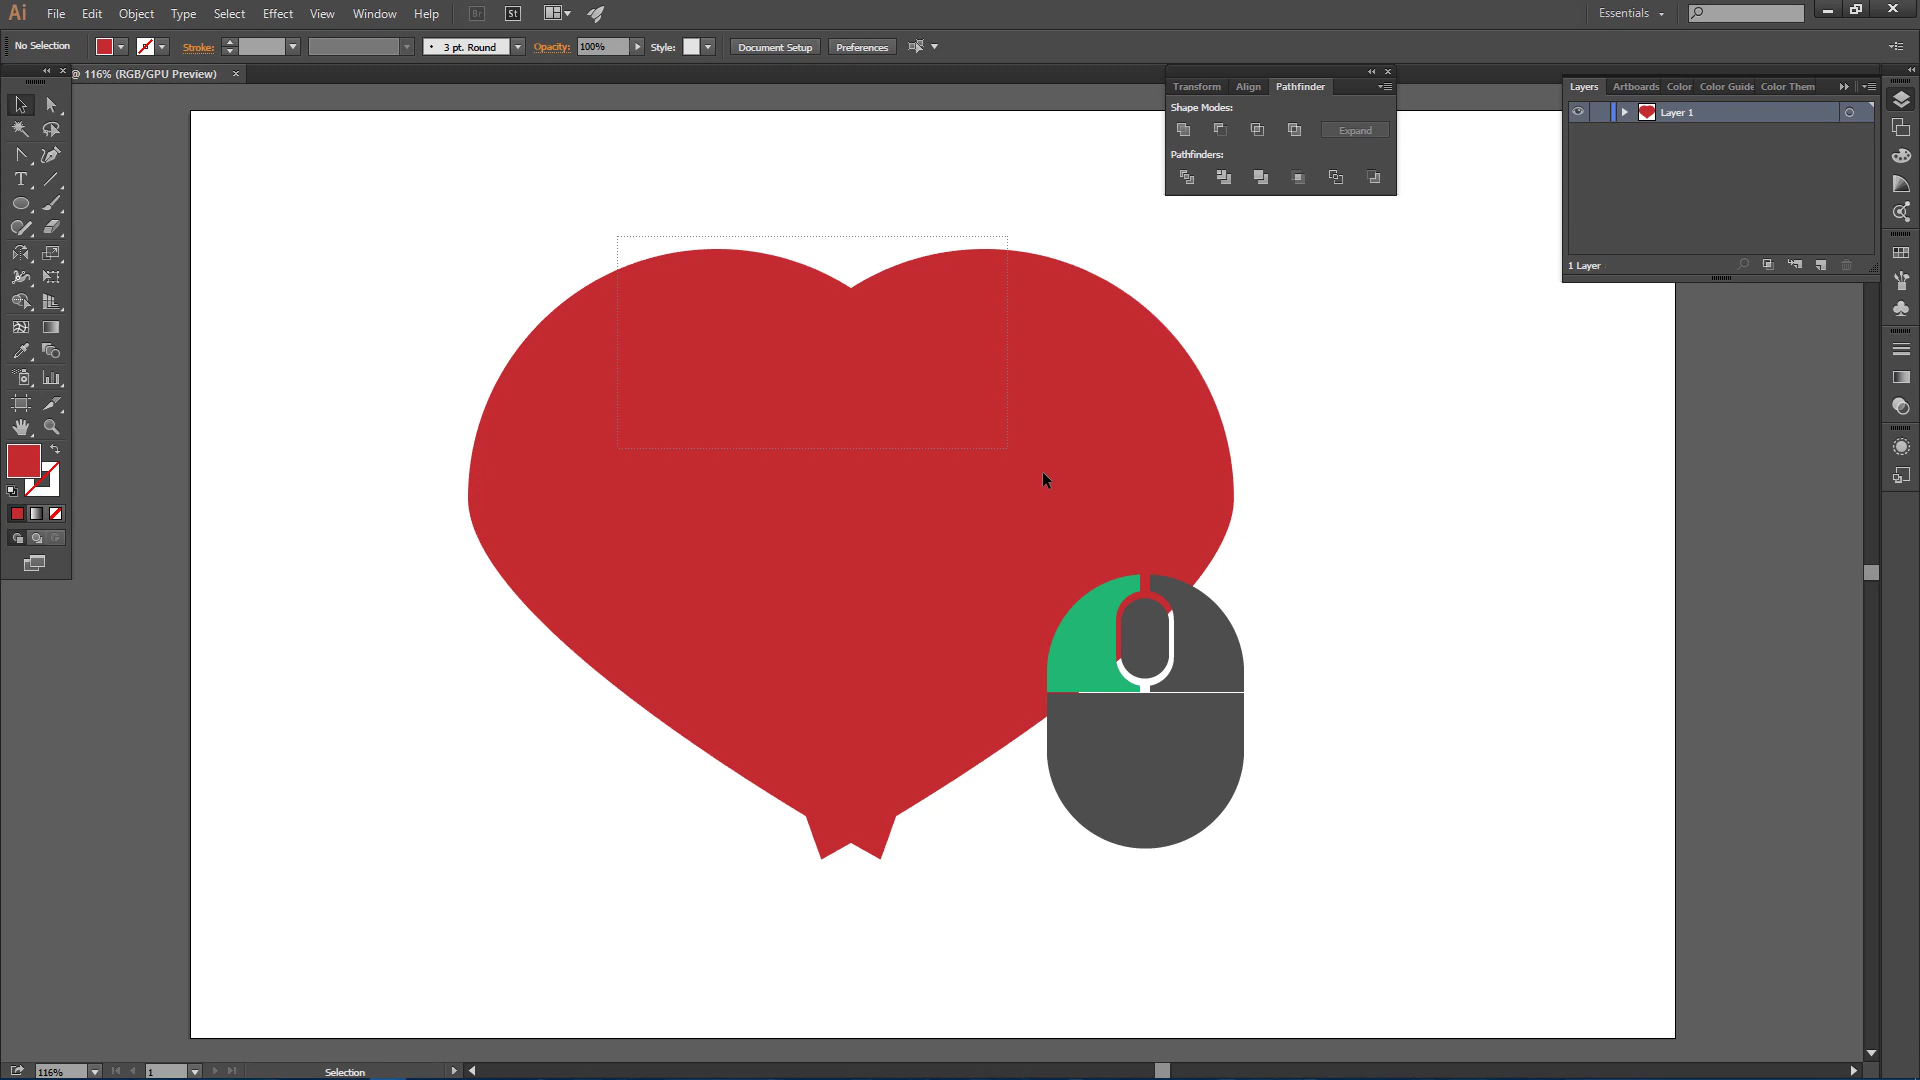 Ai File Edit Object Type Select Effect View Window Help Br St Essentials
No Selection Stroke: 3 pt. Round Opacity: 100% Style: Document Setup Preferences
@ 116% (RGB/GPU Preview)
Transform Align Pathfinder
Shape Modes:
Expand
Pathfinders:
Layers Artboards Color Color Guide Color Them
Layer 1
1 Layer
T
116% 1 Selection